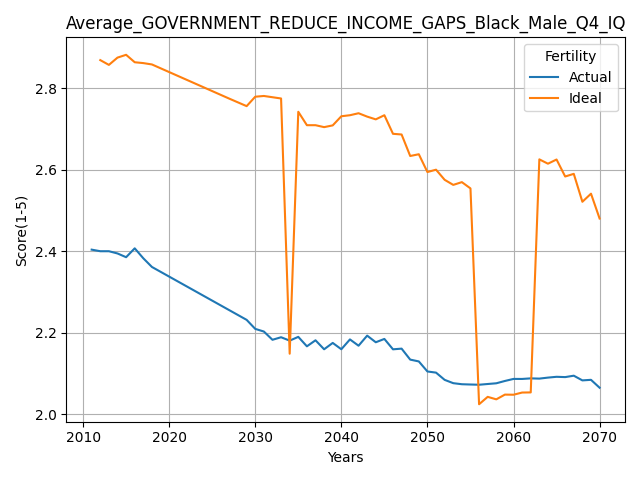 Average_GOVERNMENT_REDUCE_INCOME_GAPS_Black_Male_Q4_IQ
Fertility
Actual
Ideal
Score(1-5)
2.8
2.6
2.4
2.2
2.0
2010 2020 2030 2040 2050 2060 2070
Years